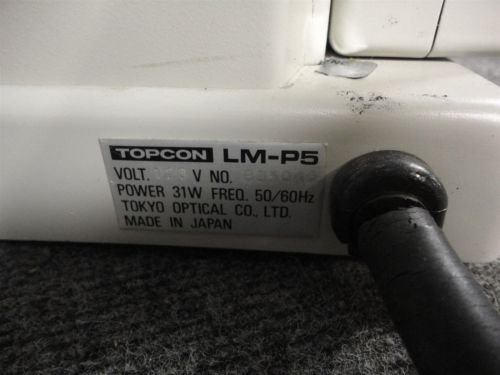 TOPCON LM-P5
VOLT. V NO.
POWER 31W FREQ. 50/60Hz
TOKYO OPTICAL CO., LTD.
MADE IN JAPAN